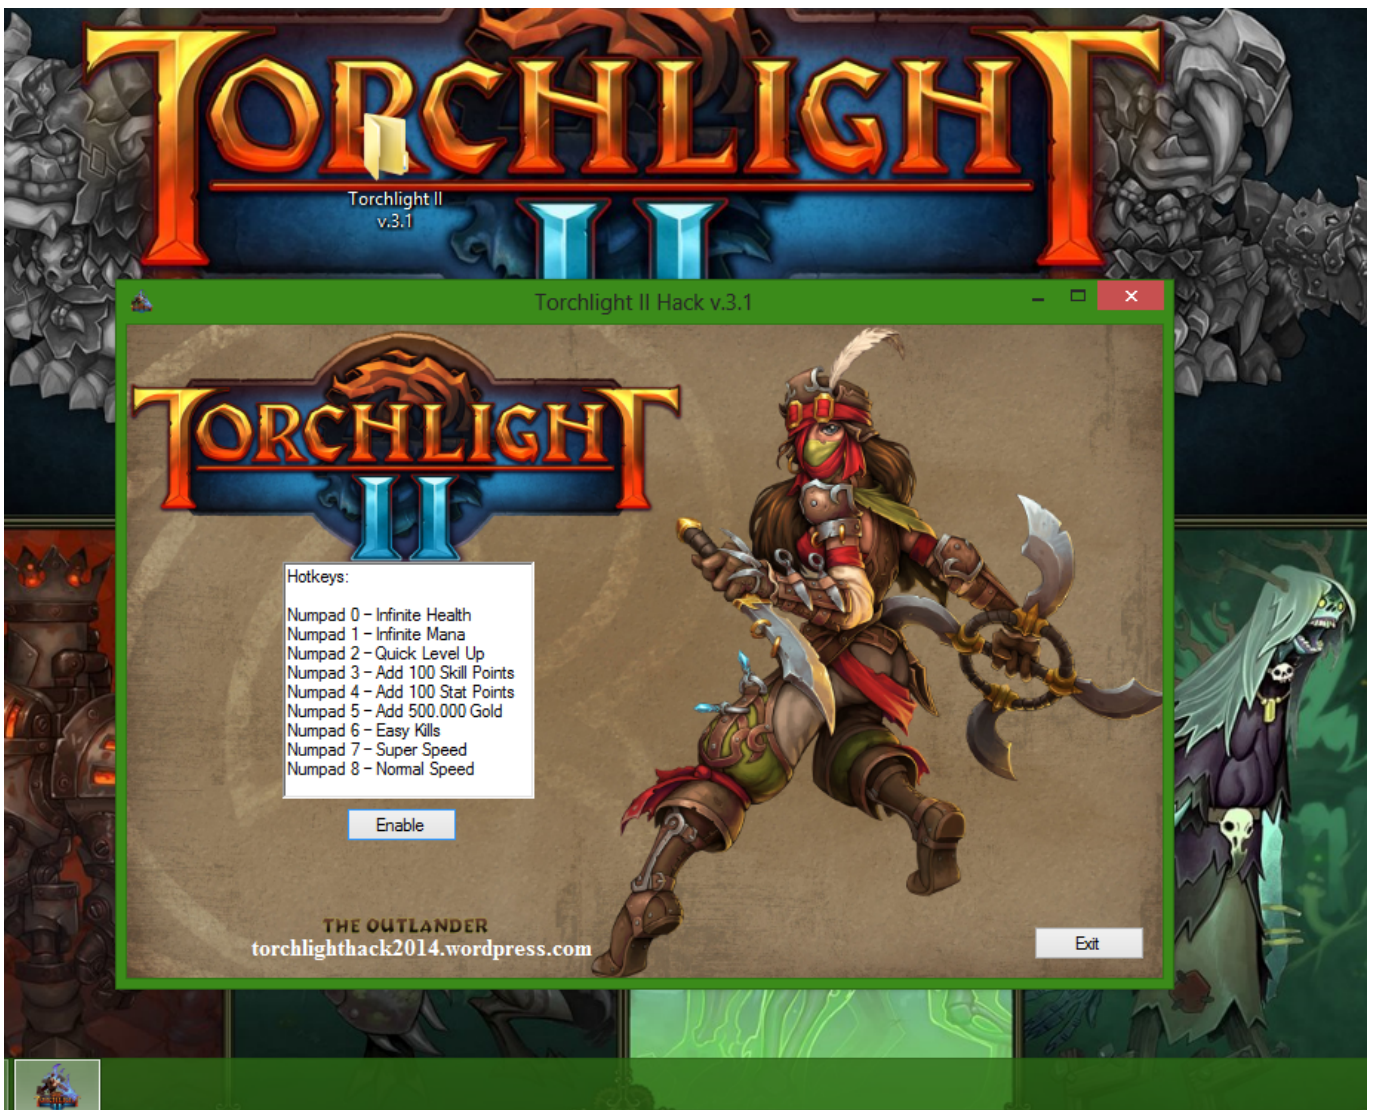 TORCHLIGHT
II
Torchlight II
v.3.1
Torchlight II Hack v.3.1
TORCHLIGHT
II
Hotkeys:
Numpad 0 – Infinite Health
Numpad 1 – Infinite Mana
Numpad 2 – Quick Level Up
Numpad 3 – Add 100 Skill Points
Numpad 4 – Add 100 Stat Points
Numpad 5 – Add 500.000 Gold
Numpad 6 – Easy Kills
Numpad 7 – Super Speed
Numpad 8 – Normal Speed
Enable
THE OUTLANDER
torchlighthack2014.wordpress.com
Exit
TORCHLIGHT